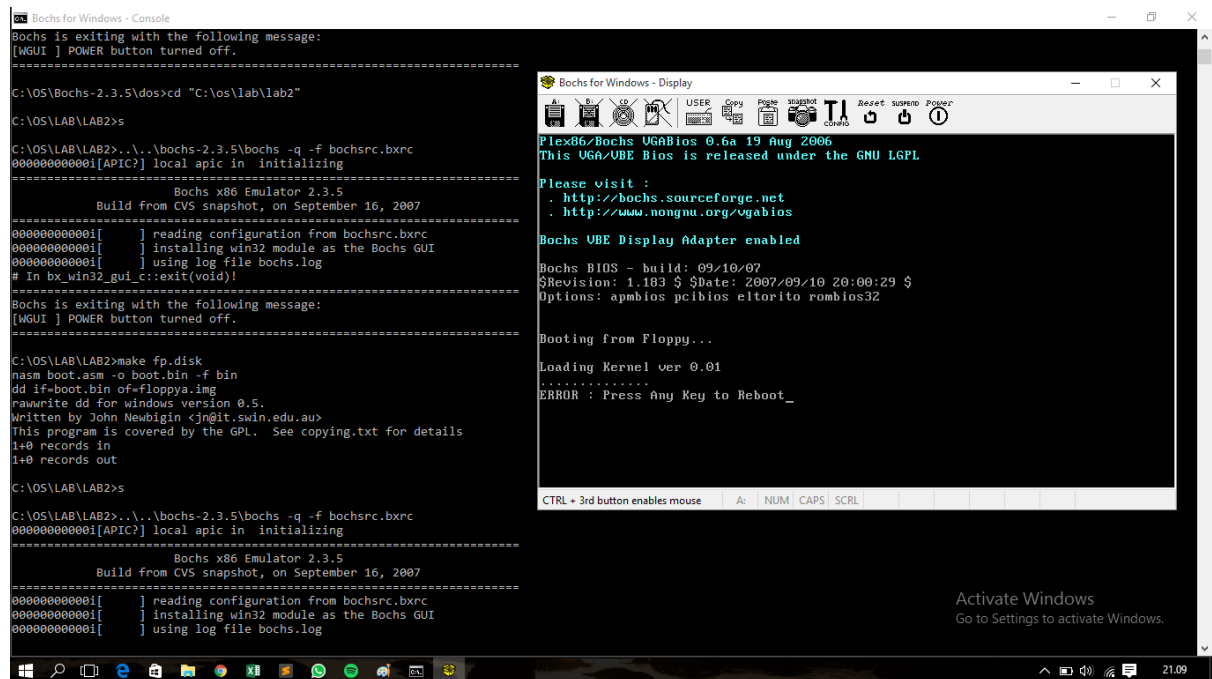 Bochs for Windows - Console
Bochs is exiting with the following message:
[WGUI ] POWER button turned off.
========================================================================
C:\OS\Bochs-2.3.5\dos>cd "C:\os\lab\lab2"
C:\OS\LAB\LAB2>s
C:\OS\LAB\LAB2>..\..\bochs-2.3.5\bochs -q -f bochsrc.bxrc
00000000000i[APIC?] local apic in  initializing
========================================================================
Bochs x86 Emulator 2.3.5
Build from CVS snapshot, on September 16, 2007
========================================================================
00000000000i[     ] reading configuration from bochsrc.bxrc
00000000000i[     ] installing win32 module as the Bochs GUI
00000000000i[     ] using log file bochs.log
# In bx_win32_gui_c::exit(void)!
========================================================================
Bochs is exiting with the following message:
[WGUI ] POWER button turned off.
========================================================================
C:\OS\LAB\LAB2>make fp.disk
nasm boot.asm -o boot.bin -f bin
dd if=boot.bin of=floppya.img
rawwrite dd for windows version 0.5.
Written by John Newbigin <jn@it.swin.edu.au>
This program is covered by the GPL.  See copying.txt for details
1+0 records in
1+0 records out
C:\OS\LAB\LAB2>s
C:\OS\LAB\LAB2>..\..\bochs-2.3.5\bochs -q -f bochsrc.bxrc
00000000000i[APIC?] local apic in  initializing
========================================================================
Bochs x86 Emulator 2.3.5
Build from CVS snapshot, on September 16, 2007
========================================================================
00000000000i[     ] reading configuration from bochsrc.bxrc
00000000000i[     ] installing win32 module as the Bochs GUI
00000000000i[     ] using log file bochs.log
Bochs for Windows - Display
A: B: CD USER Copy Paste snapshot CONFIG Reset SUSPEND Power
Plex86/Bochs VGABios 0.6a 19 Aug 2006
This VGA/VBE Bios is released under the GNU LGPL
Please visit :
. http://bochs.sourceforge.net
. http://www.nongnu.org/vgabios
Bochs VBE Display Adapter enabled
Bochs BIOS - build: 09/10/07
$Revision: 1.183 $ $Date: 2007/09/10 20:00:29 $
Options: apmbios pcibios eltorito rombios32
Booting from Floppy...
Loading Kernel ver 0.01
..............
ERROR : Press Any Key to Reboot_
CTRL + 3rd button enables mouse A: NUM CAPS SCRL
Activate Windows
Go to Settings to activate Windows.
21.09